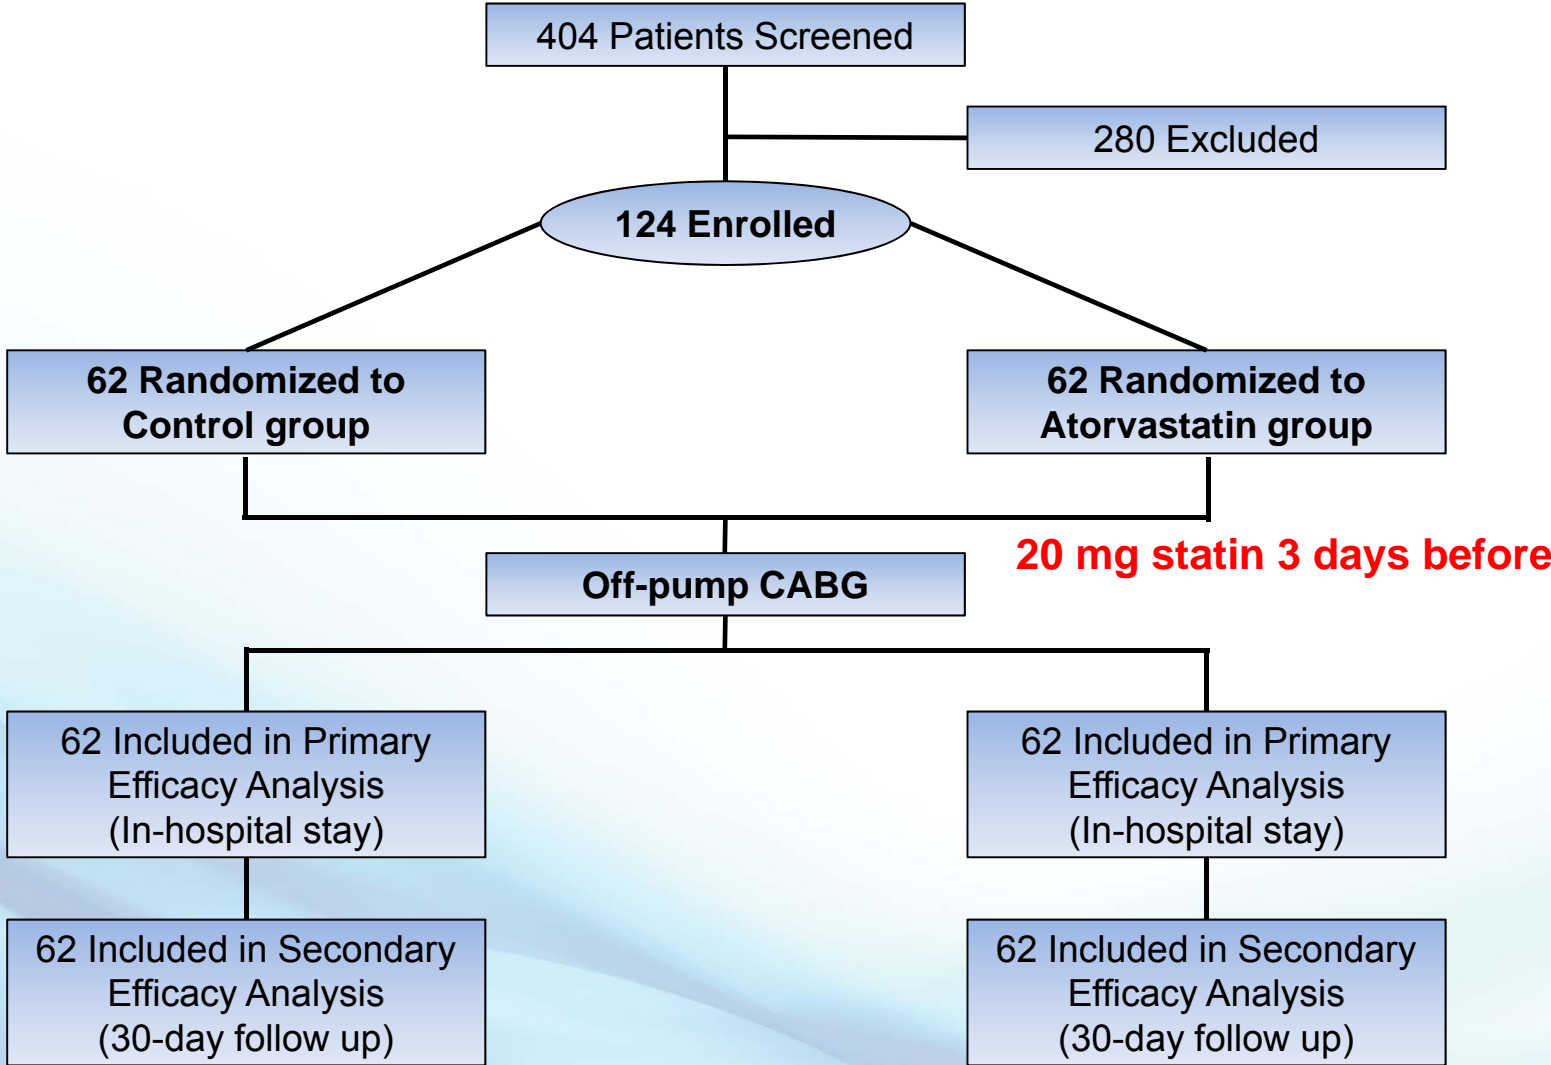 404 Patients Screened
280 Excluded
124 Enrolled
62 Randomized to
Control group
62 Randomized to
Atorvastatin group
20 mg statin 3 days before
Off-pump CABG
62 Included in Primary
Efficacy Analysis
(In-hospital stay)
62 Included in Primary
Efficacy Analysis
(In-hospital stay)
62 Included in Secondary
Efficacy Analysis
(30-day follow up)
62 Included in Secondary
Efficacy Analysis
(30-day follow up)